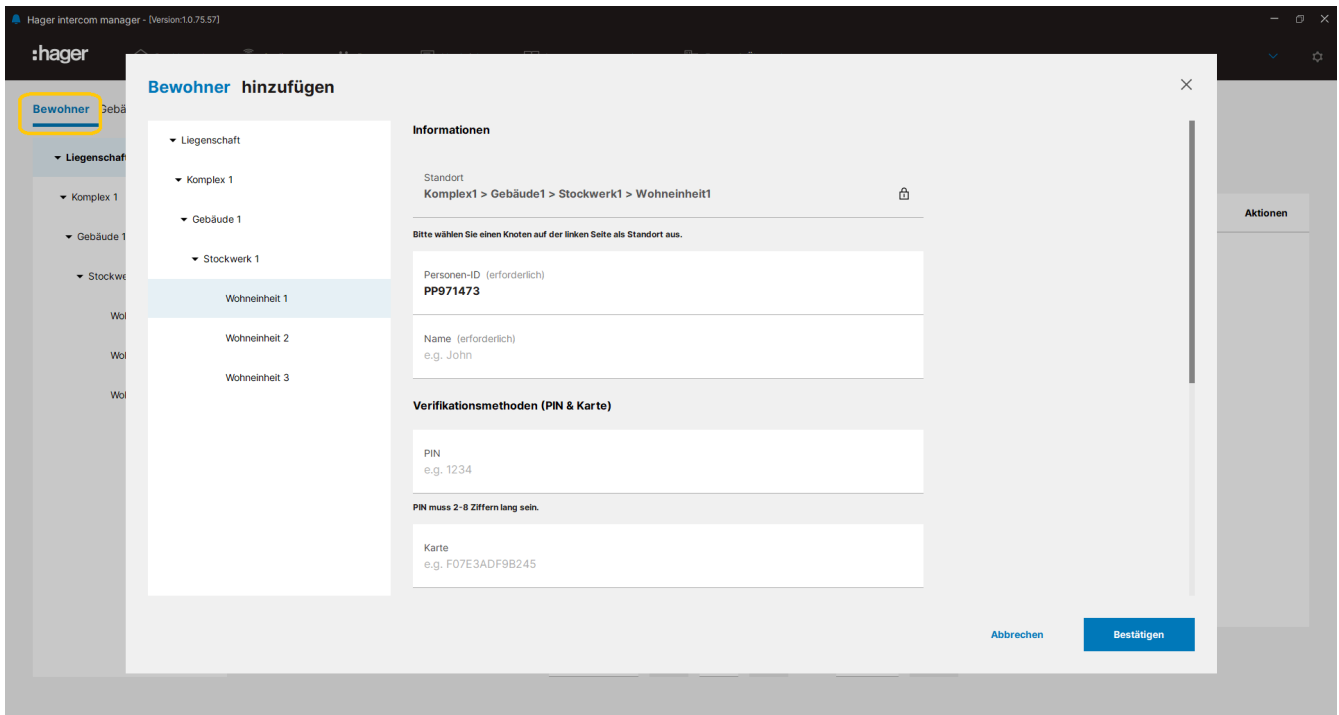 Hager intercom manager - [Version:1.0.75.57]
:hager
Bewohner
Liegenschaft
Komplex 1
Gebäude 1
Aktionen
Bewohner hinzufügen
Liegenschaft
Komplex 1
Gebäude 1
Stockwerk 1
Wohneinheit 1
Wohneinheit 2
Wohneinheit 3
Informationen
Standort
Komplex1 > Gebäude1 > Stockwerk1 > Wohneinheit1
Bitte wählen Sie einen Knoten auf der linken Seite als Standort aus.
Personen-ID (erforderlich)
PP971473
Name (erforderlich)
e.g. John
Verifikationsmethoden (PIN & Karte)
PIN
e.g. 1234
PIN muss 2-8 Ziffern lang sein.
Karte
e.g. F07E3ADF9B245
Abbrechen
Bestätigen